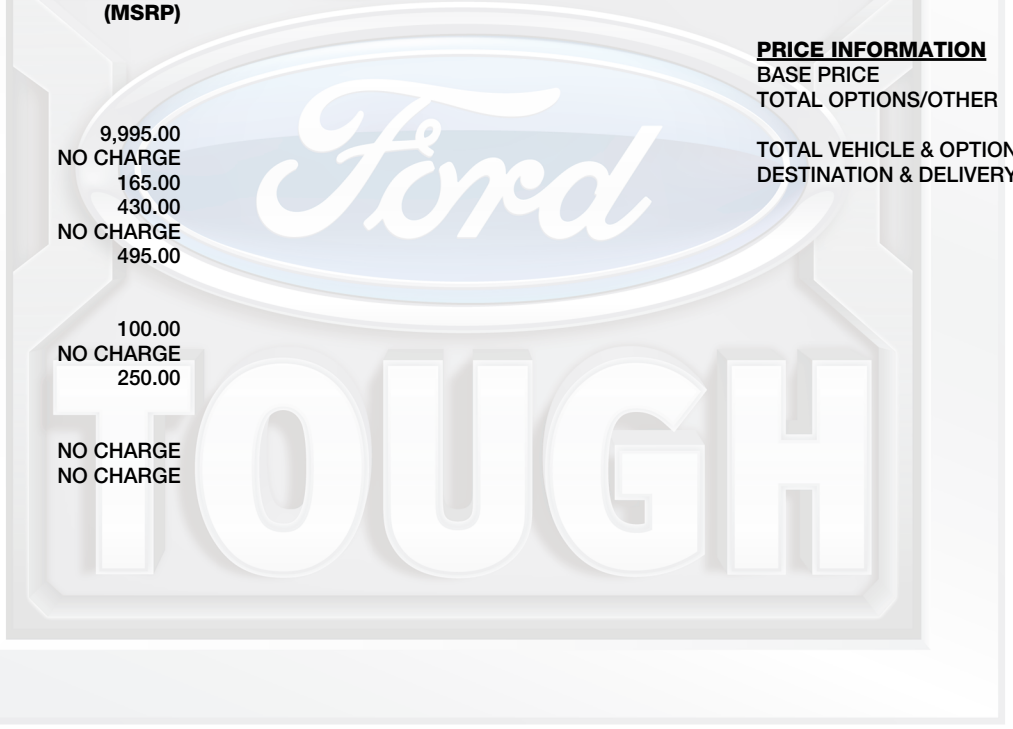 (MSRP)
9,995.00
NO CHARGE
165.00
430.00
NO CHARGE
495.00
100.00
NO CHARGE
250.00
NO CHARGE
NO CHARGE
PRICE INFORMATION
BASE PRICE
TOTAL OPTIONS/OTHER
TOTAL VEHICLE & OPTION
DESTINATION & DELIVERY
Ford
TOUGH